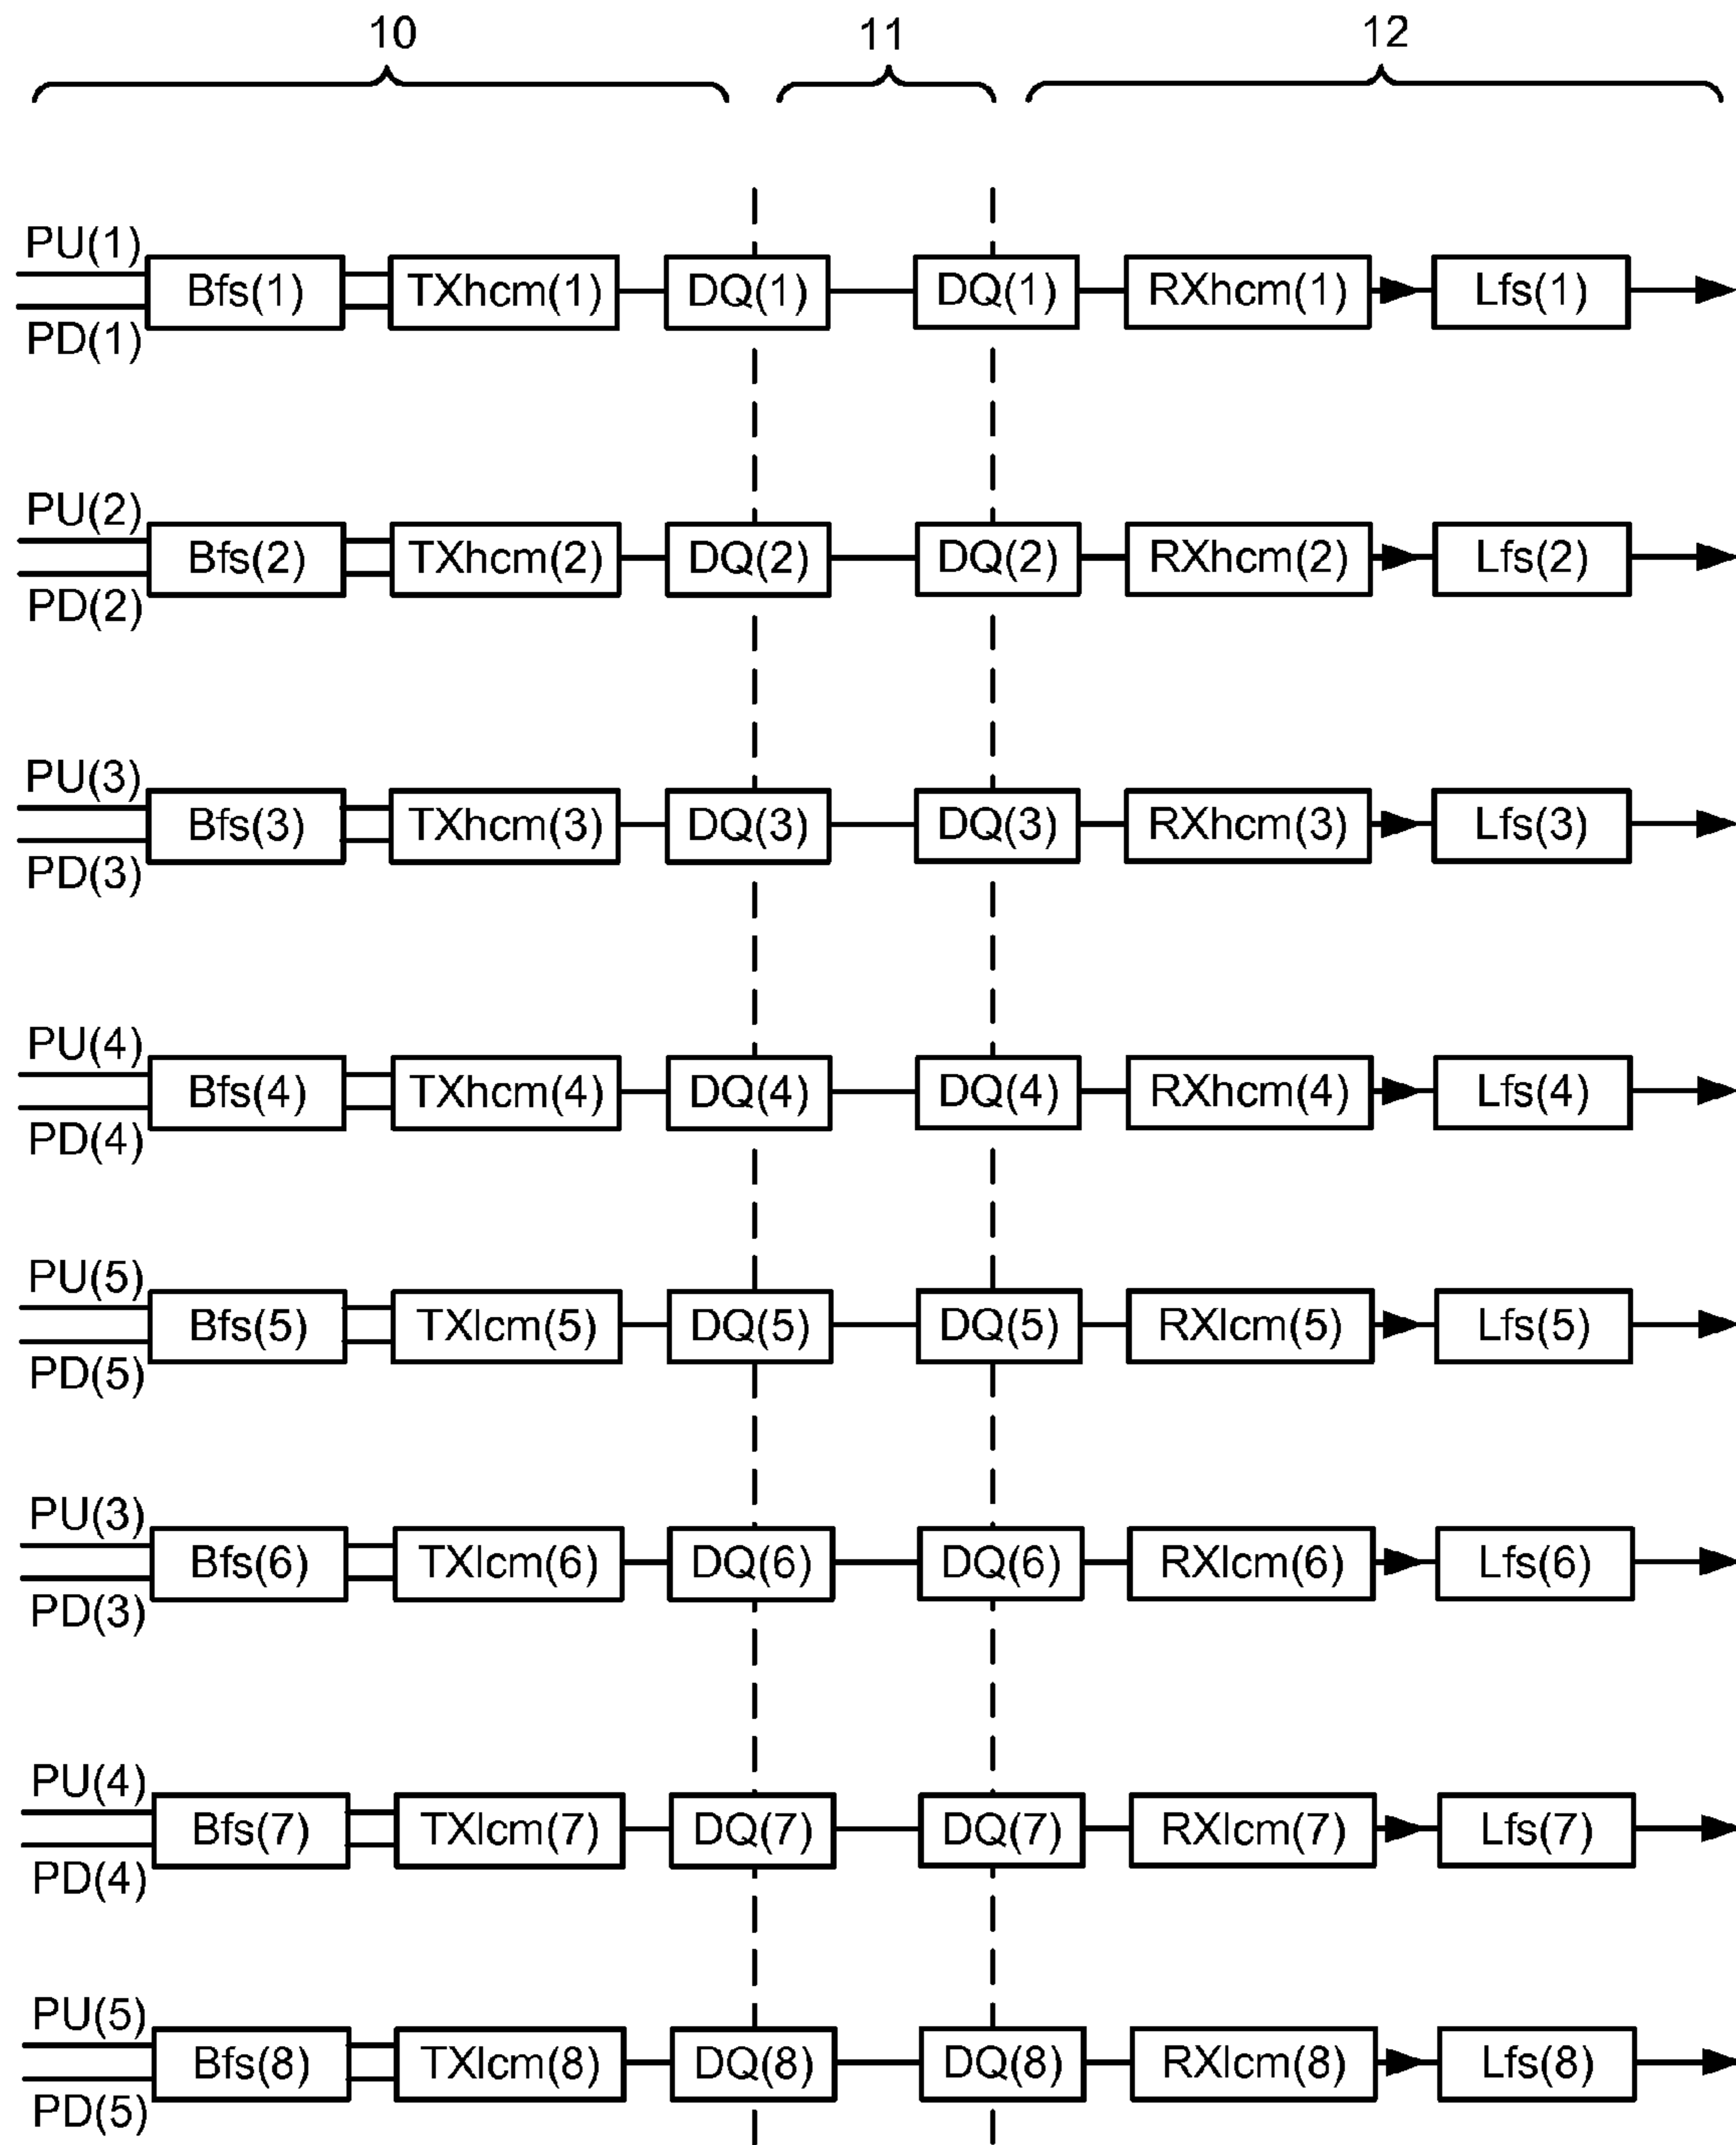 10 11 12
PU(1)
Bfs(1) TXhcm(1) DQ(1) DQ(1) RXhcm(1) Lfs(1)
PD(1)
PU(2)
Bfs(2) TXhcm(2) DQ(2) DQ(2) RXhcm(2) Lfs(2)
PD(2)
PU(3)
Bfs(3) TXhcm(3) DQ(3) DQ(3) RXhcm(3) Lfs(3)
PD(3)
PU(4)
Bfs(4) TXhcm(4) DQ(4) DQ(4) RXhcm(4) Lfs(4)
PD(4)
PU(5)
Bfs(5) TXlcm(5) DQ(5) DQ(5) RXlcm(5) Lfs(5)
PD(5)
PU(3)
Bfs(6) TXlcm(6) DQ(6) DQ(6) RXlcm(6) Lfs(6)
PD(3)
PU(4)
Bfs(7) TXlcm(7) DQ(7) DQ(7) RXlcm(7) Lfs(7)
PD(4)
PU(5)
Bfs(8) TXlcm(8) DQ(8) DQ(8) RXlcm(8) Lfs(8)
PD(5)